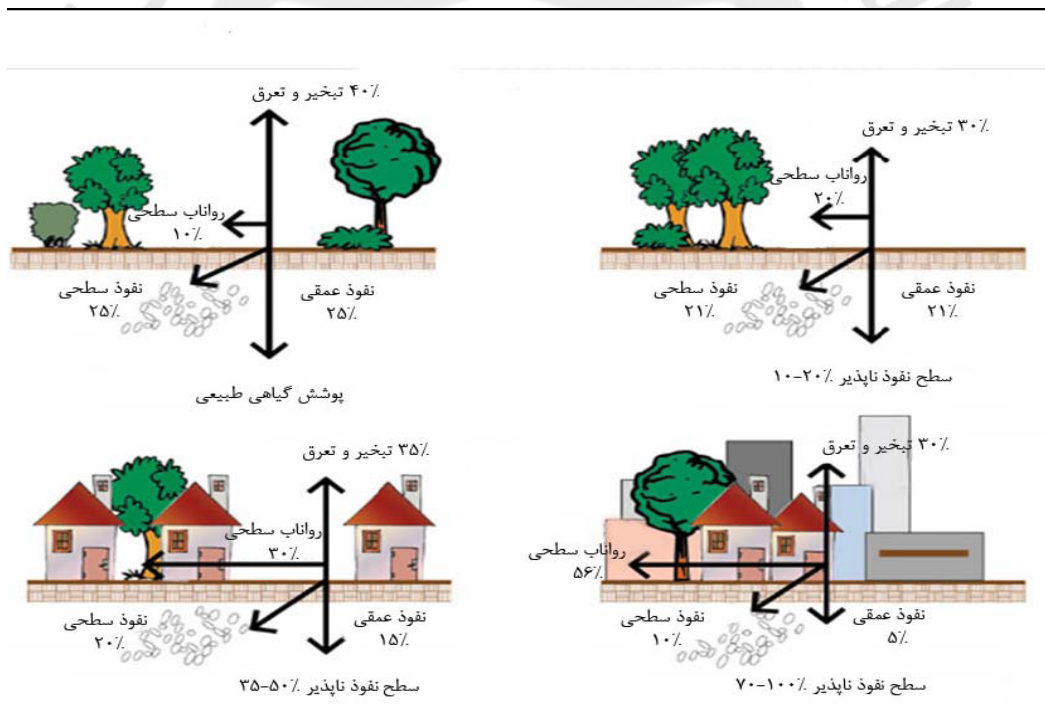 ۴۰٪ تبخیر و تعرق
رواناب سطحی
۱۰٪
نفوذ سطحی
۲۵٪
نفوذ عمقی
۲۵٪
پوشش گیاهی طبیعی
۳۰٪ تبخیر و تعرق
رواناب سطحی
۲۰٪
نفوذ سطحی
۲۱٪
نفوذ عمقی
۲۱٪
سطح نفوذ ناپذیر ۲۰٪-۱۰
۳۵٪ تبخیر و تعرق
رواناب سطحی
۳۰٪
نفوذ سطحی
۲۰٪
نفوذ عمقی
۱۵٪
سطح نفوذ ناپذیر ۵۰٪-۳۵
۳۰٪ تبخیر و تعرق
رواناب سطحی
۵۶٪
نفوذ سطحی
۱۰٪
نفوذ عمقی
۵٪
سطح نفوذ ناپذیر ۱۰۰٪-۷۰